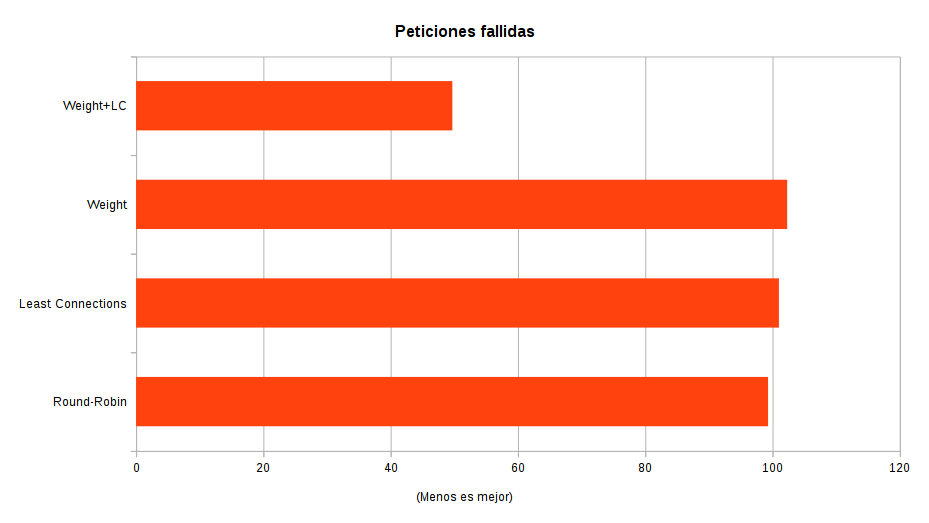 Peticiones fallidas
Weight+LC
Weight
Least Connections
Round-Robin
0 20 40 60 80 100 120
(Menos es mejor)